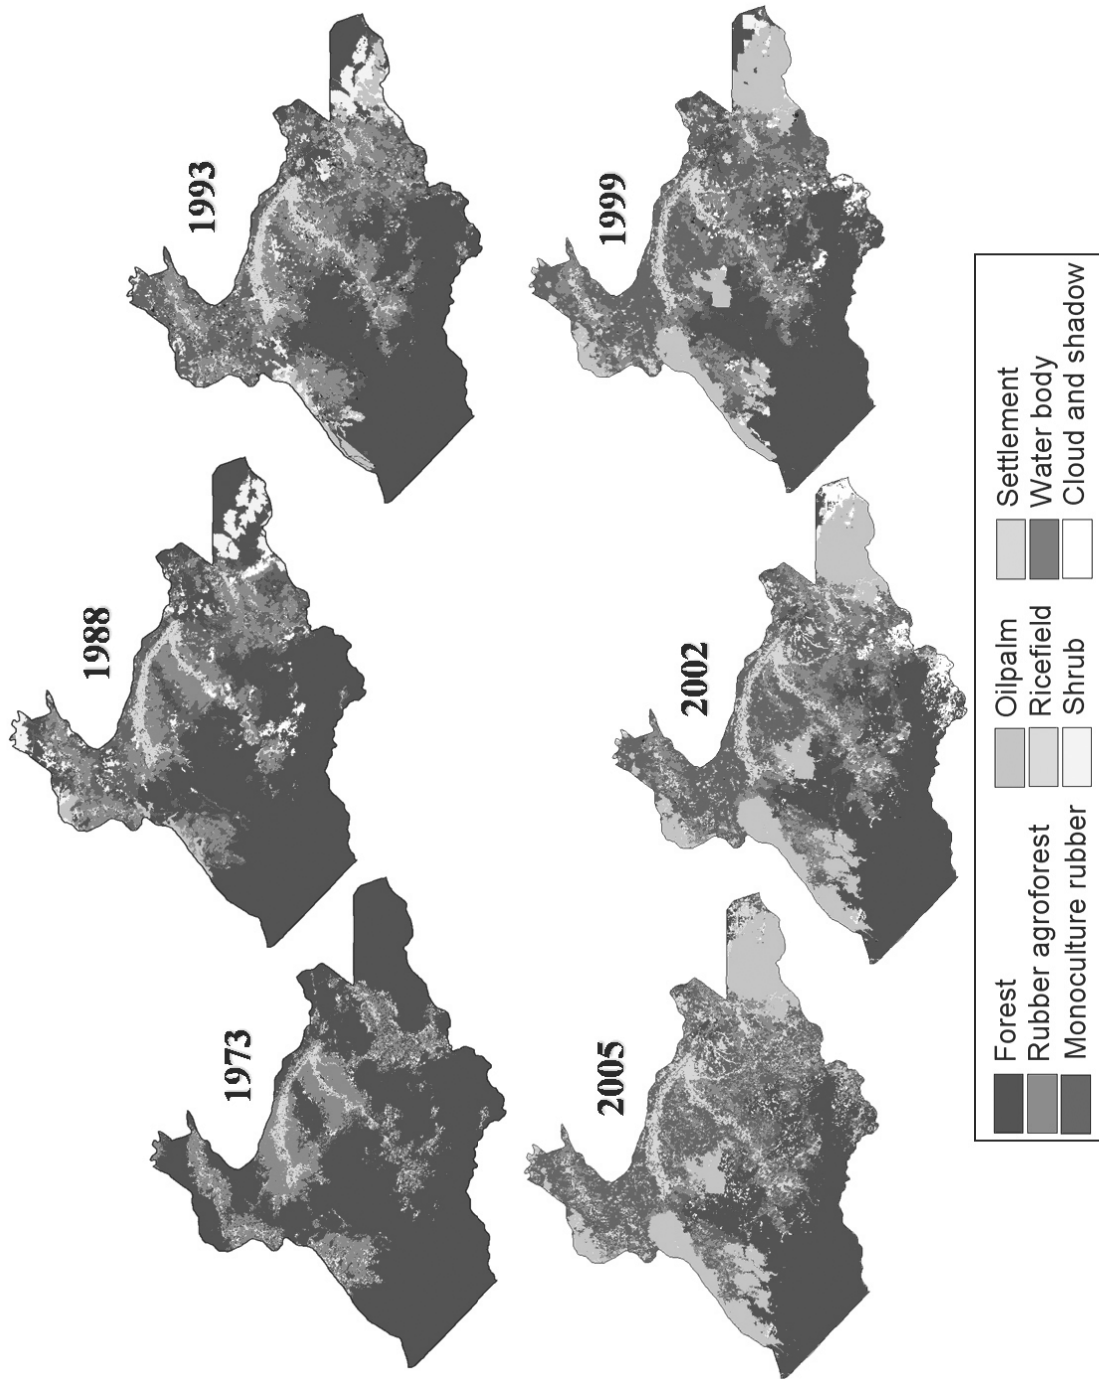 1973
1988
1993
2005
2002
1999
Forest
Rubber agroforest
Monoculture rubber
Oilpalm
Ricefield
Shrub
Settlement
Water body
Cloud and shadow